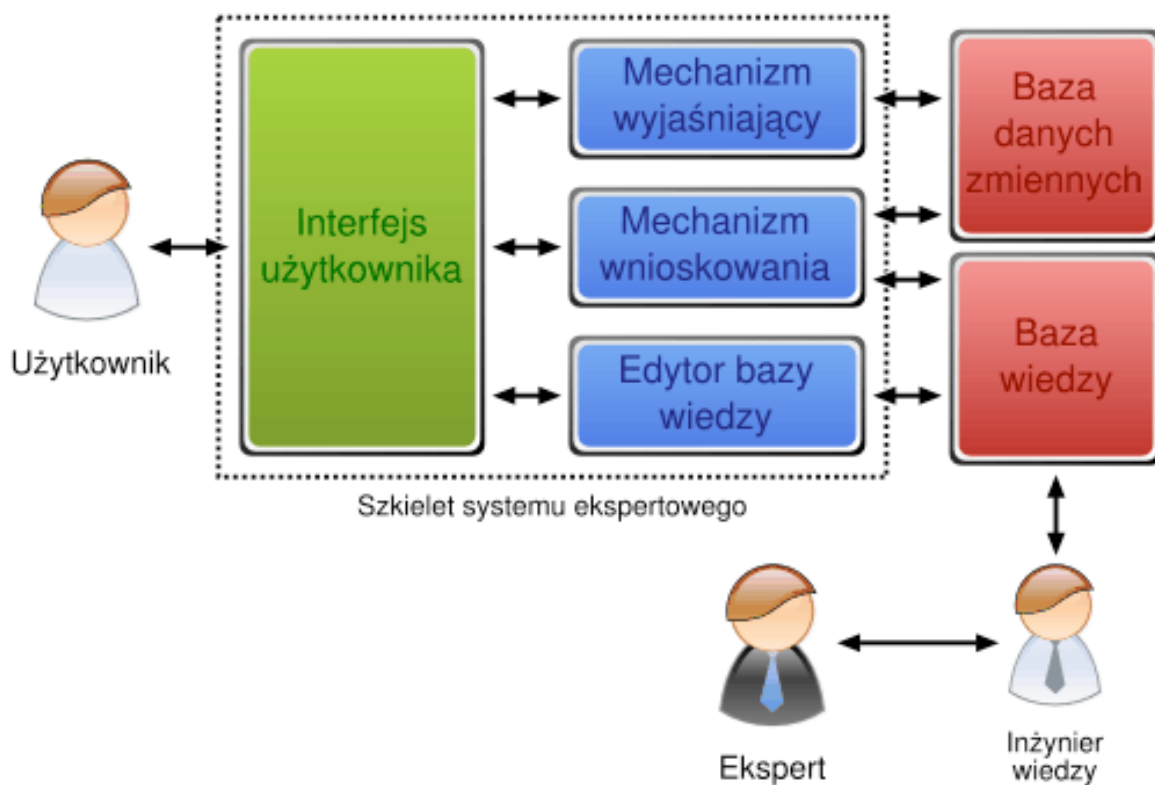 Mechanizm
wyjaśniający
Baza
danych
zmiennych
Interfejs
użytkownika
Mechanizm
wnioskowania
Użytkownik
Edytor bazy
wiedzy
Baza
wiedzy
Szkielet systemu ekspertowego
Ekspert
Inżynier
wiedzy